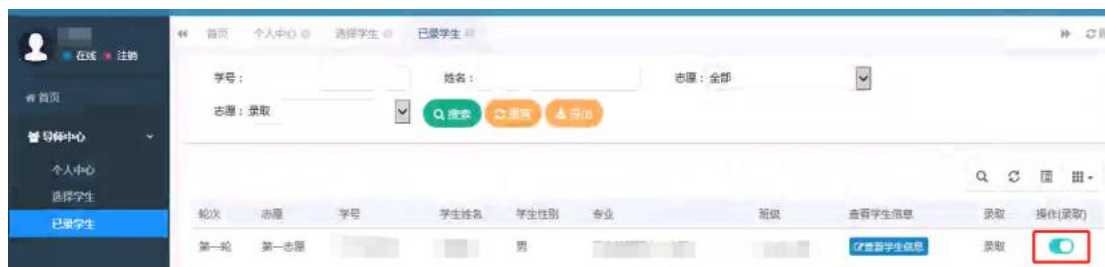 首页 个人中心 选择学生 已录学生
在线 注销
学号：
姓名：
志愿：全部
首页
志愿：录取
搜索 重置 导出
导师中心
个人中心
选择学生
已录学生
轮次 志愿 学号 学生姓名 学生性别 专业 班级 查看学生信息 录取 操作(录取)
第一轮 第一志愿 男 查看学生信息 录取